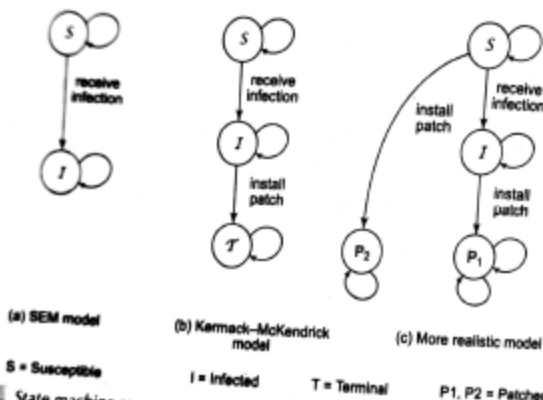 S
receive
infection
I
(a) SEM model
S
receive
infection
I
install
patch
T
(b) Kermack–McKendrick
model
S
install
patch
receive
infection
I
install
patch
P2
P1
(c) More realistic model
S = Susceptible
I = Infected
T = Terminal
P1, P2 = Patched
State machine